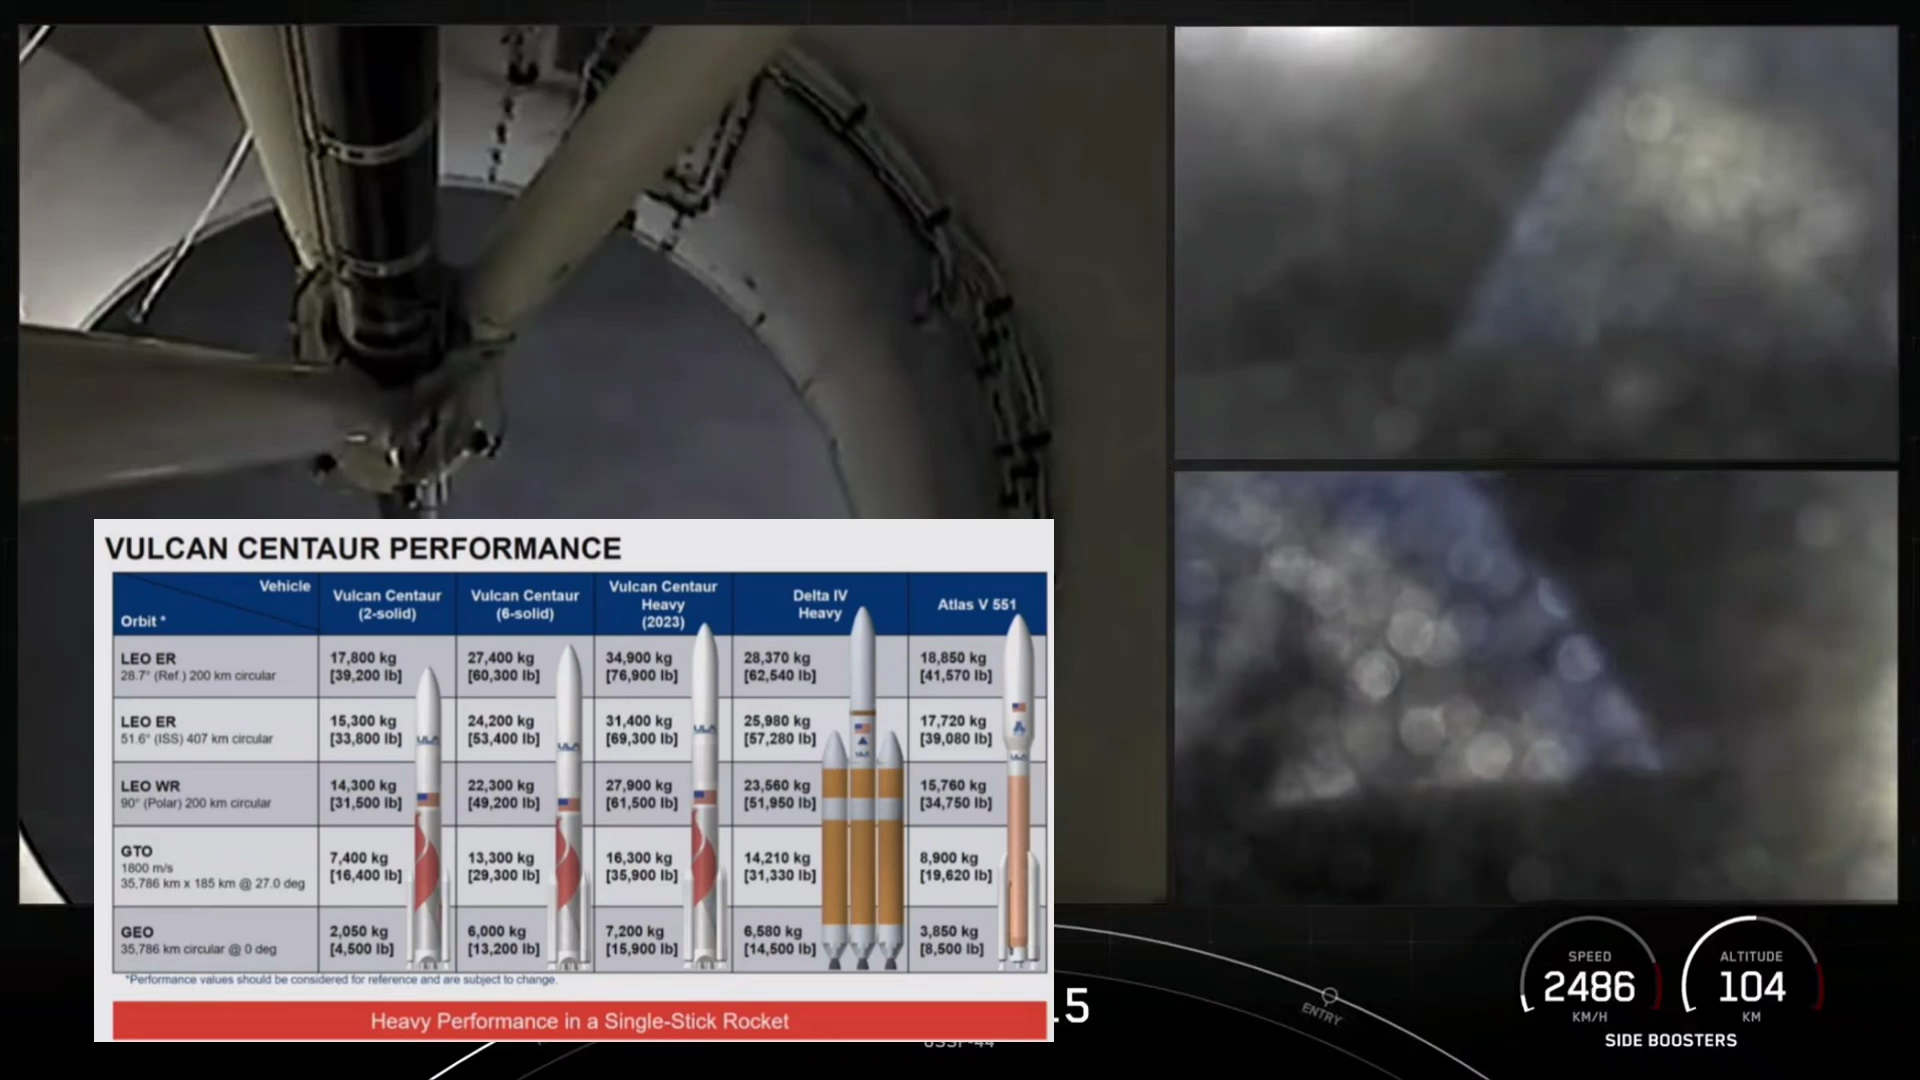 VULCAN CENTAUR PERFORMANCE
Vehicle
Orbit *
Vulcan Centaur
(2-solid)
Vulcan Centaur
(6-solid)
Vulcan Centaur
Heavy
(2023)
Delta IV
Heavy
Atlas V 551
LEO ER
28.7° (Ref.) 200 km circular
17,800 kg
[39,200 lb]
27,400 kg
[60,300 lb]
34,900 kg
[76,900 lb]
28,370 kg
[62,540 lb]
18,850 kg
[41,570 lb]
LEO ER
51.6° (ISS) 407 km circular
15,300 kg
[33,800 lb]
24,200 kg
[53,400 lb]
31,400 kg
[69,300 lb]
25,980 kg
[57,280 lb]
17,720 kg
[39,080 lb]
LEO WR
90° (Polar) 200 km circular
14,300 kg
[31,500 lb]
22,300 kg
[49,200 lb]
27,900 kg
[61,500 lb]
23,560 kg
[51,950 lb]
15,760 kg
[34,750 lb]
GTO
1800 m/s
35,786 km x 185 km @ 27.0 deg
7,400 kg
[16,400 lb]
13,300 kg
[29,300 lb]
16,300 kg
[35,900 lb]
14,210 kg
[31,330 lb]
8,900 kg
[19,620 lb]
GEO
35,786 km circular @ 0 deg
2,050 kg
[4,500 lb]
6,000 kg
[13,200 lb]
7,200 kg
[15,900 lb]
6,580 kg
[14,500 lb]
3,850 kg
[8,500 lb]
ULA
ULA
ULA
*Performance values should be considered for reference and are subject to change.
Heavy Performance in a Single-Stick Rocket
.5
USSF-44
ENTRY
SPEED
2486
KM/H
ALTITUDE
104
KM
SIDE BOOSTERS